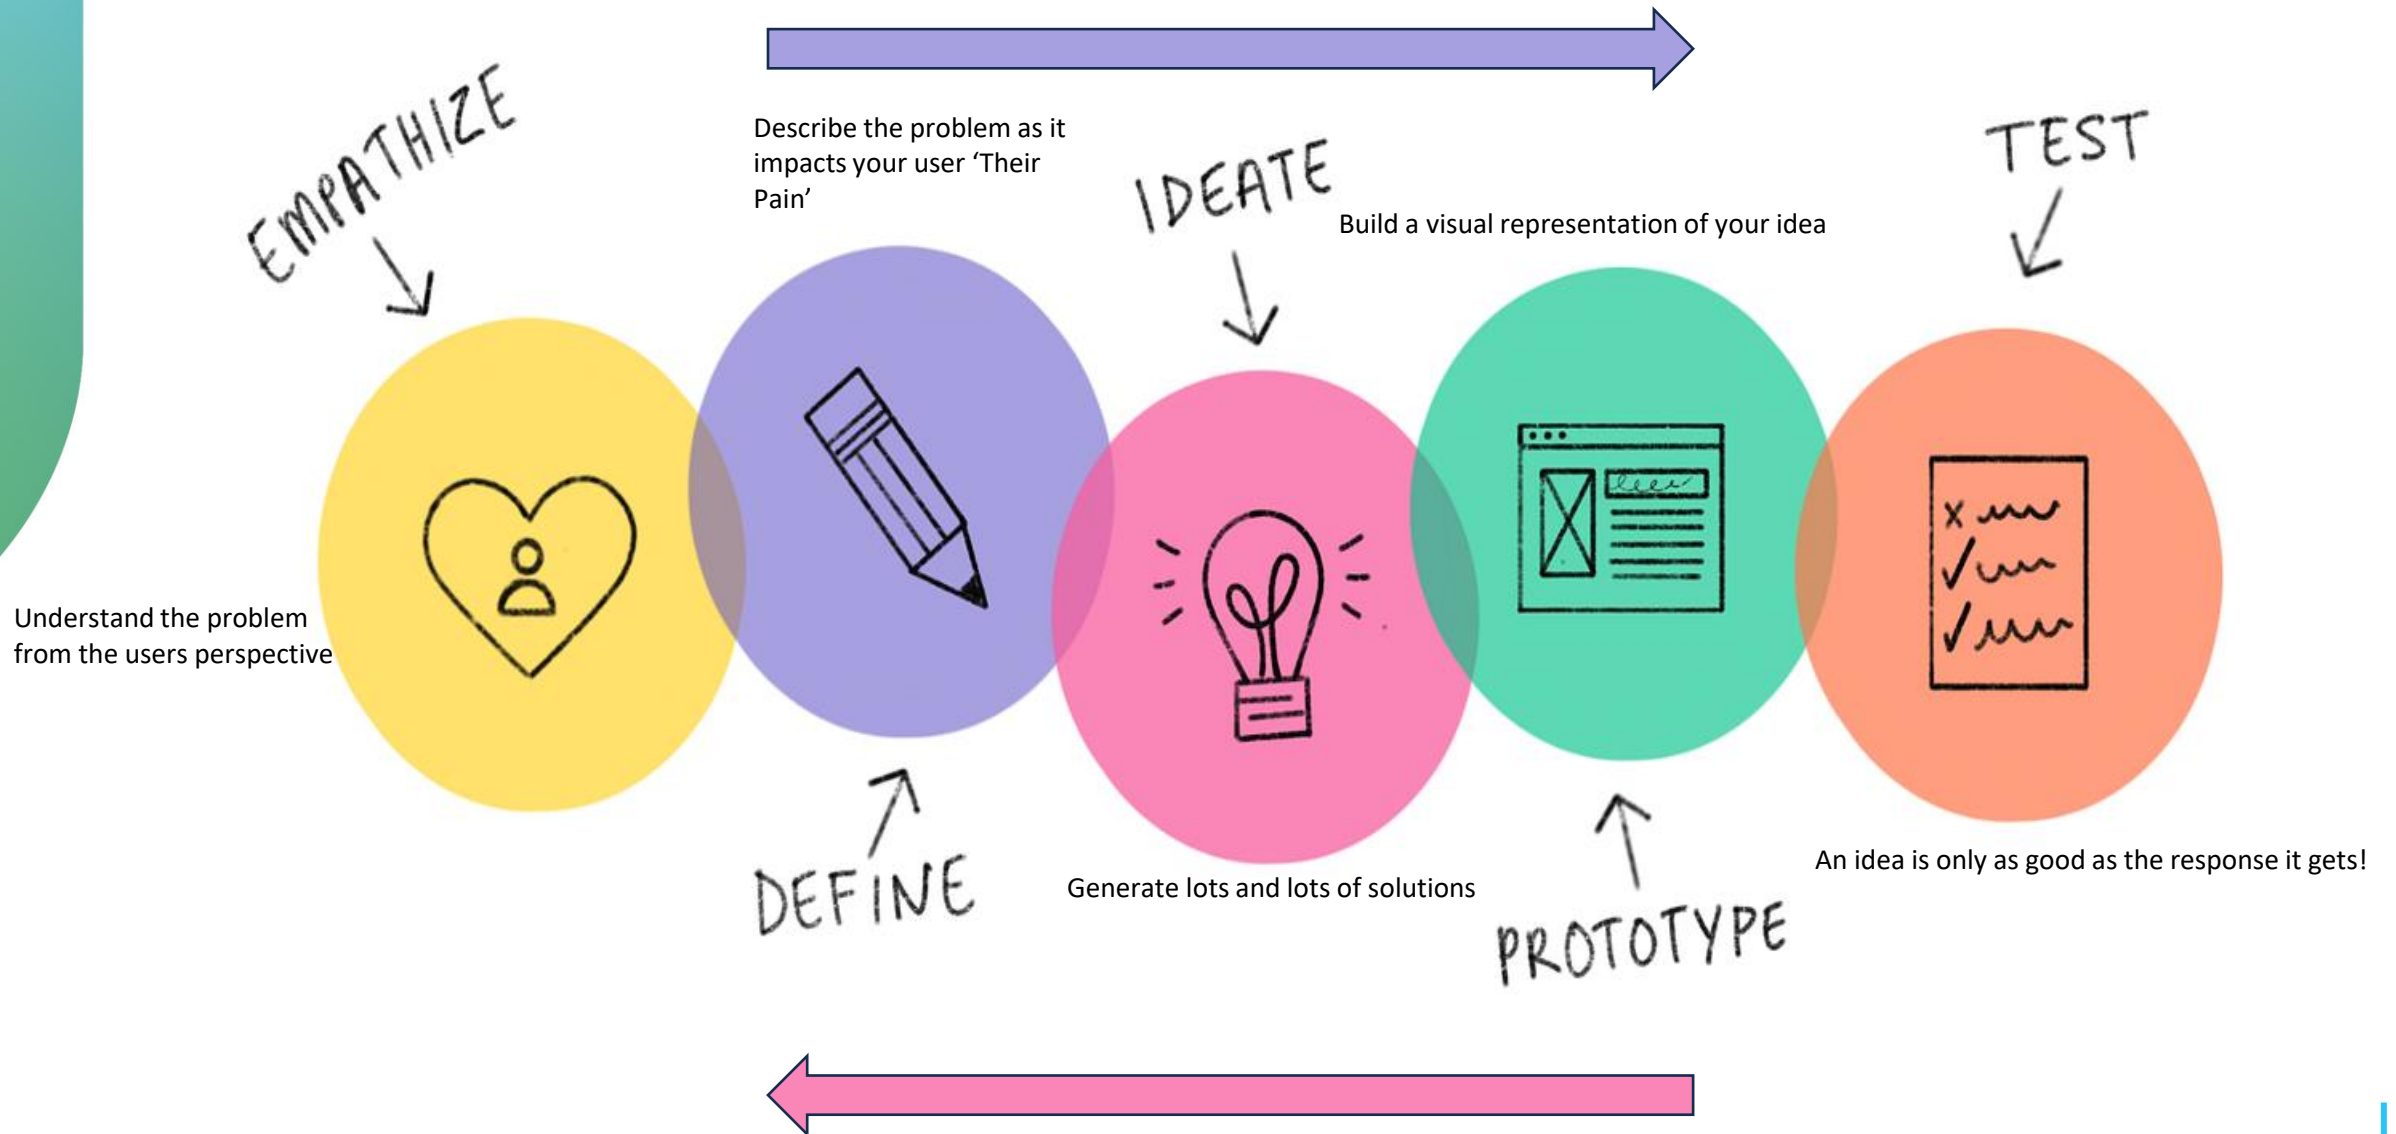 EMPATHIZE
Understand the problem
from the users perspective
Describe the problem as it
impacts your user ‘Their
Pain’
DEFINE
IDEATE
Generate lots and lots of solutions
Build a visual representation of your idea
PROTOTYPE
TEST
An idea is only as good as the response it gets!